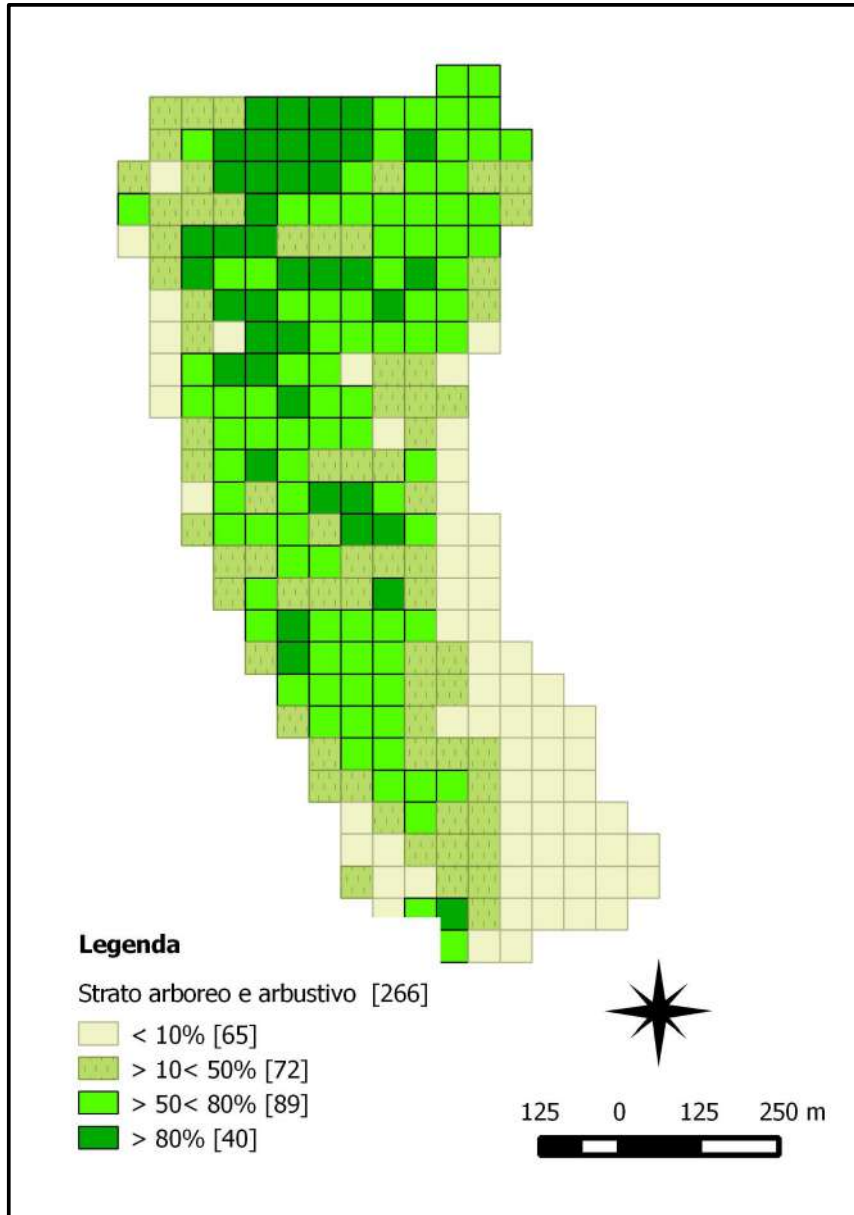 Legenda
Strato arboreo e arbustivo [266]
< 10% [65]
> 10< 50% [72]
> 50< 80% [89]
> 80% [40]
125 0 125 250 m